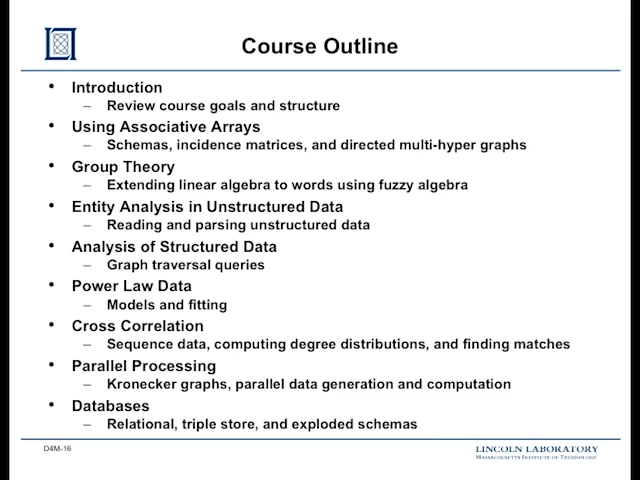 Course Outline
• Introduction
– Review course goals and structure
• Using Associative Arrays
– Schemas, incidence matrices, and directed multi-hyper graphs
• Group Theory
– Extending linear algebra to words using fuzzy algebra
• Entity Analysis in Unstructured Data
– Reading and parsing unstructured data
• Analysis of Structured Data
– Graph traversal queries
• Power Law Data
– Models and fitting
• Cross Correlation
– Sequence data, computing degree distributions, and finding matches
• Parallel Processing
– Kronecker graphs, parallel data generation and computation
• Databases
– Relational, triple store, and exploded schemas
D4M-16
LINCOLN LABORATORY
MASSACHUSETTS INSTITUTE OF TECHNOLOGY